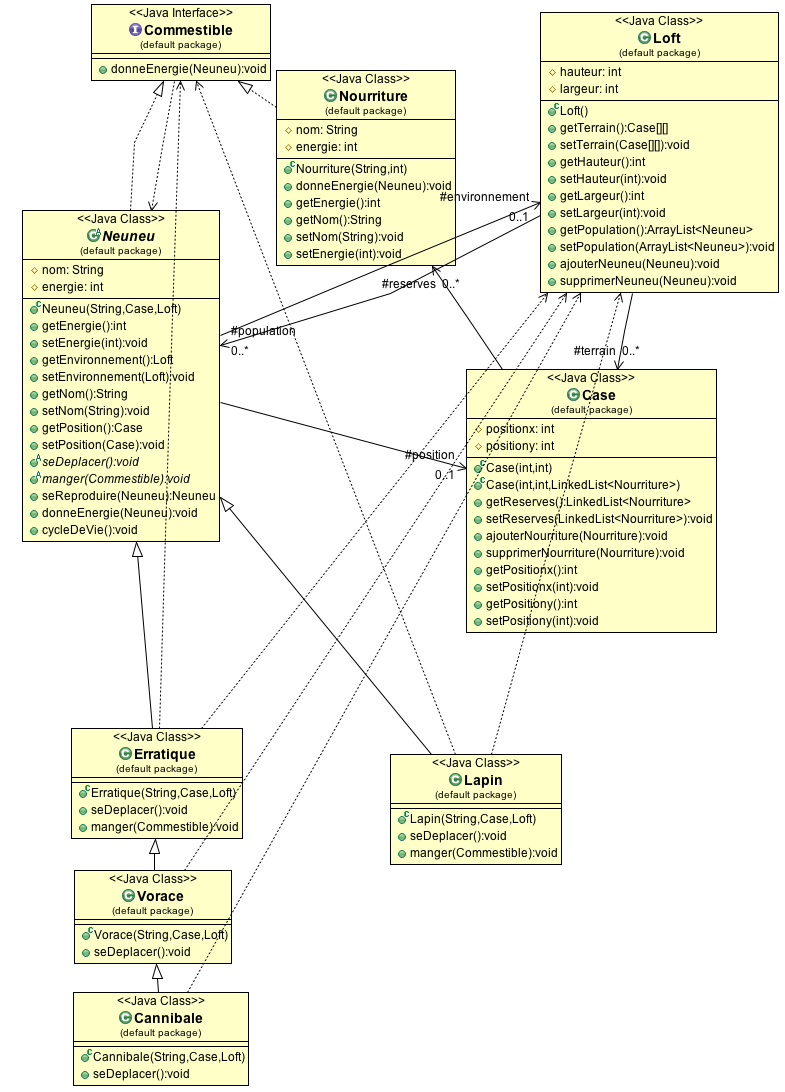 <<Java Interface>>
Commestible
(default package)
donneEnergie(Neuneu):void
<<Java Class>>
Nourriture
(default package)
nom: String
energie: int
Nourriture(String,int)
donneEnergie(Neuneu):void
getEnergie():int
getNom():String
setNom(String):void
setEnergie(int):void
<<Java Class>>
Loft
(default package)
hauteur: int
largeur: int
Loft()
getTerrain():Case[][]
setTerrain(Case[][]):void
getHauteur():int
setHauteur(int):void
getLargeur():int
setLargeur(int):void
getPopulation():ArrayList<Neuneu>
setPopulation(ArrayList<Neuneu>):void
ajouterNeuneu(Neuneu):void
supprimerNeuneu(Neuneu):void
#environnement
0..1
#reserves 0..*
#population
0..*
#terrain 0..*
#position
0..1
<<Java Class>>
Neuneu
(default package)
nom: String
energie: int
Neuneu(String,Case,Loft)
getEnergie():int
setEnergie(int):void
getEnvironnement():Loft
setEnvironnement(Loft):void
getNom():String
setNom(String):void
getPosition():Case
setPosition(Case):void
seDeplacer():void
manger(Commestible):void
seReproduire(Neuneu):Neuneu
donneEnergie(Neuneu):void
cycleDeVie():void
<<Java Class>>
Case
(default package)
positionx: int
positiony: int
Case(int,int)
Case(int,int,LinkedList<Nourriture>)
getReserves():LinkedList<Nourriture>
setReserves(LinkedList<Nourriture>):void
ajouterNourriture(Nourriture):void
supprimerNourriture(Nourriture):void
getPositionx():int
setPositionx(int):void
getPositiony():int
setPositiony(int):void
<<Java Class>>
Erratique
(default package)
Erratique(String,Case,Loft)
seDeplacer():void
manger(Commestible):void
<<Java Class>>
Lapin
(default package)
Lapin(String,Case,Loft)
seDeplacer():void
manger(Commestible):void
<<Java Class>>
Vorace
(default package)
Vorace(String,Case,Loft)
seDeplacer():void
<<Java Class>>
Cannibale
(default package)
Cannibale(String,Case,Loft)
seDeplacer():void